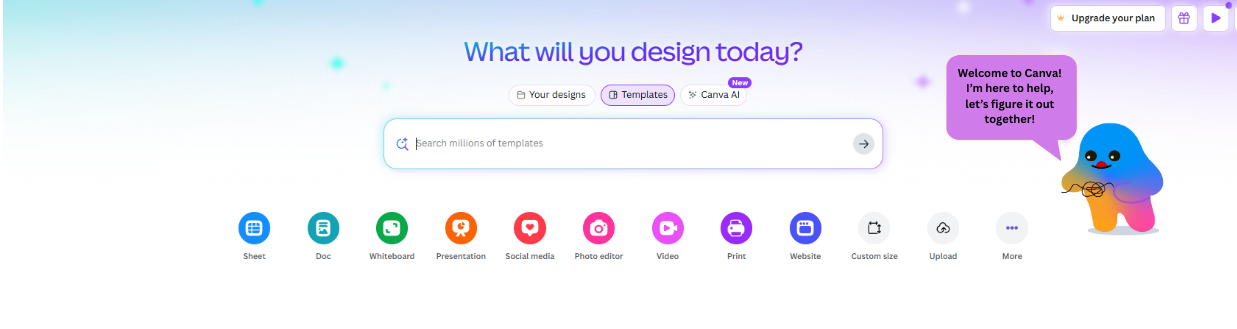 Upgrade your plan
What will you design today?
Welcome to Canva!
I'm here to help,
let's figure it out
together!
New
Your designs
Templates
Canva AI
Search millions of templates
Sheet
Doc
Whiteboard
Presentation
Social media
Photo editor
Video
Print
Website
Custom size
Upload
More